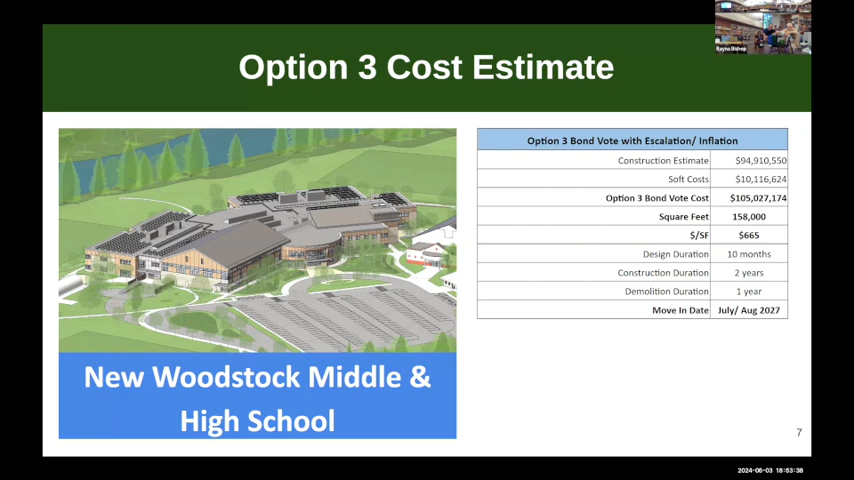 Option 3 Cost Estimate
Rayna Bishop
New Woodstock Middle &
High School
Option 3 Bond Vote with Escalation/ Inflation
Construction Estimate $94,910,550
Soft Costs $10,116,624
Option 3 Bond Vote Cost $105,027,174
Square Feet 158,000
$/SF $665
Design Duration 10 months
Construction Duration 2 years
Demolition Duration 1 year
Move In Date July/ Aug 2027
7
2024-06-03 18:53:38